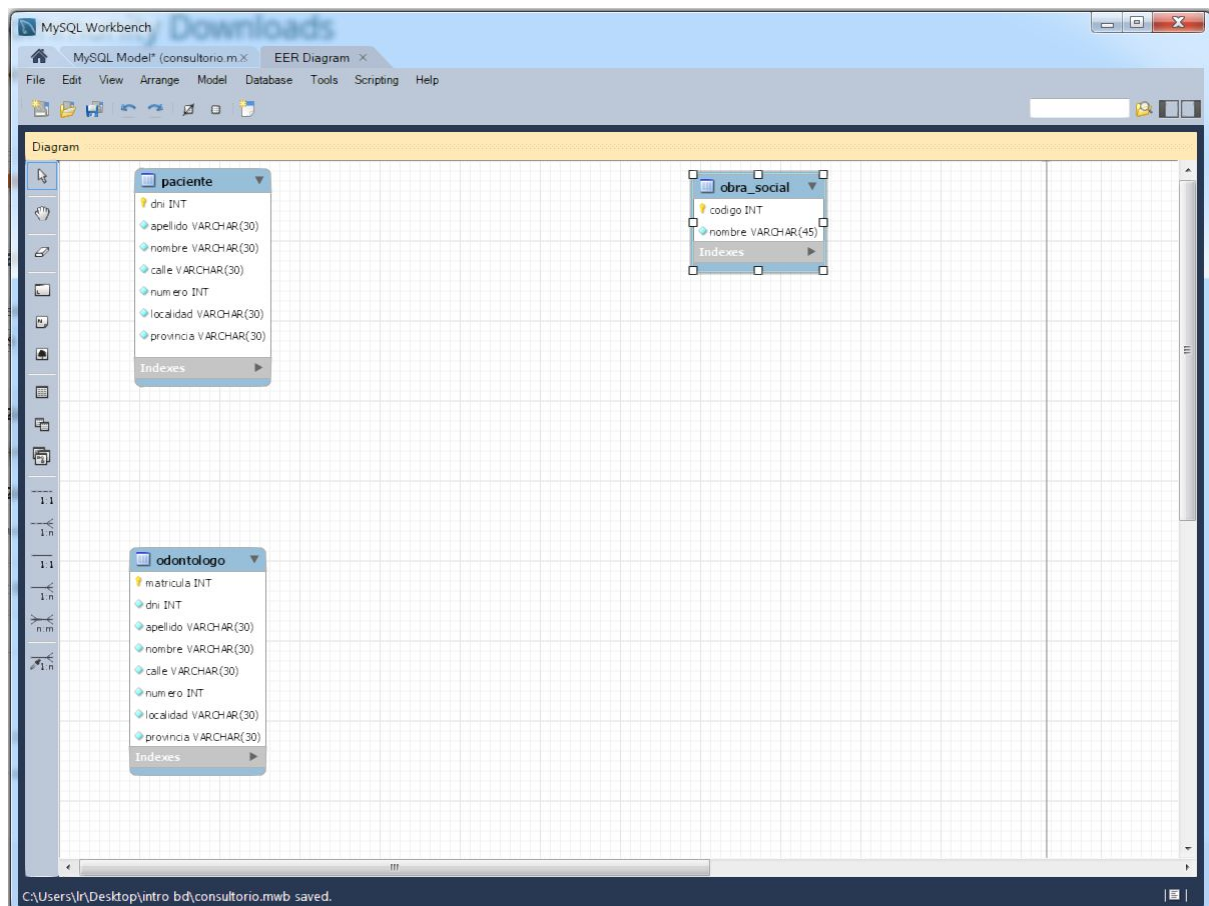 MySQL Workbench
Downloads
MySQL Model* (consultorio.m× EER Diagram ×
File Edit View Arrange Model Database Tools Scripting Help
Diagram
paciente
dni INT
apellido VARCHAR(30)
nombre VARCHAR(30)
calle VARCHAR(30)
numero INT
localidad VARCHAR(30)
provincia VARCHAR(30)
Indexes
obra_social
codigo INT
nombre VARCHAR(45)
Indexes
1:1
1:n
1:1
1:n
n:m
1:n
odontologo
matricula INT
dni INT
apellido VARCHAR(30)
nombre VARCHAR(30)
calle VARCHAR(30)
numero INT
localidad VARCHAR(30)
provincia VARCHAR(30)
Indexes
C:\Users\lr\Desktop\intro bd\consultorio.mwb saved.